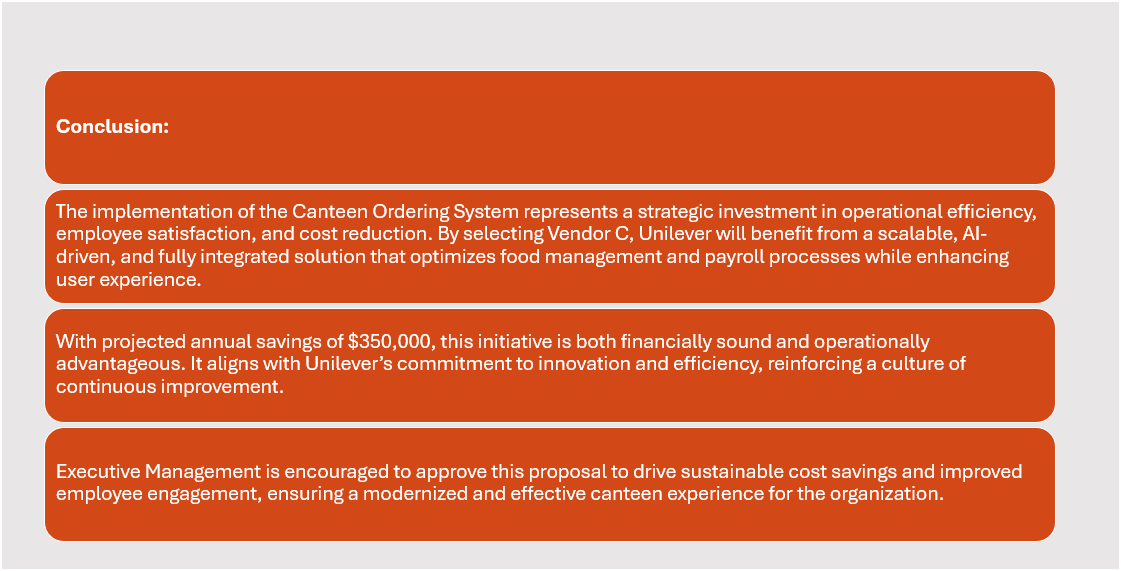 Conclusion:
The implementation of the Canteen Ordering System represents a strategic investment in operational efficiency,
employee satisfaction, and cost reduction. By selecting Vendor C, Unilever will benefit from a scalable, AI-
driven, and fully integrated solution that optimizes food management and payroll processes while enhancing
user experience.
With projected annual savings of $350,000, this initiative is both financially sound and operationally
advantageous. It aligns with Unilever’s commitment to innovation and efficiency, reinforcing a culture of
continuous improvement.
Executive Management is encouraged to approve this proposal to drive sustainable cost savings and improved
employee engagement, ensuring a modernized and effective canteen experience for the organization.